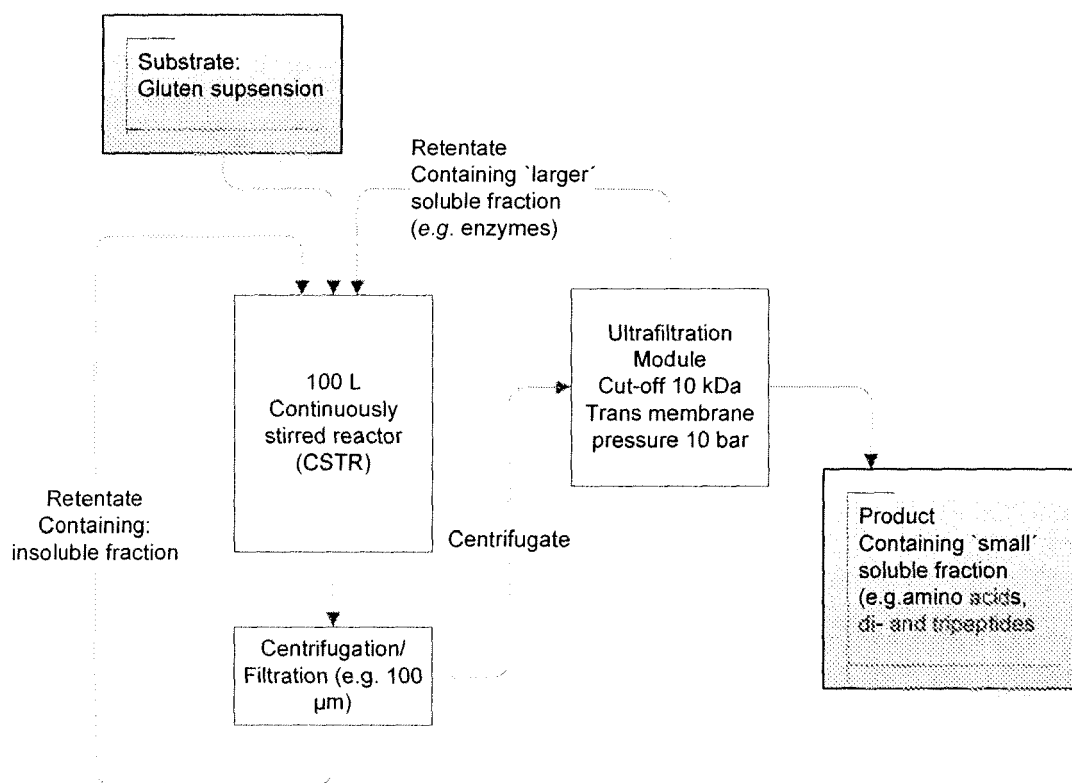 Substrate:
Gluten supsension
Retentate
Containing `larger´
soluble fraction
(e.g. enzymes)
100 L
Continuously
stirred reactor
(CSTR)
Ultrafiltration
Module
Cut-off 10 kDa
Trans membrane
pressure 10 bar
Retentate
Containing:
insoluble fraction
Centrifugate
Product
Containing `small´
soluble fraction
(e.g.amino acids,
di- and tripeptides
Centrifugation/
Filtration (e.g. 100
µm)